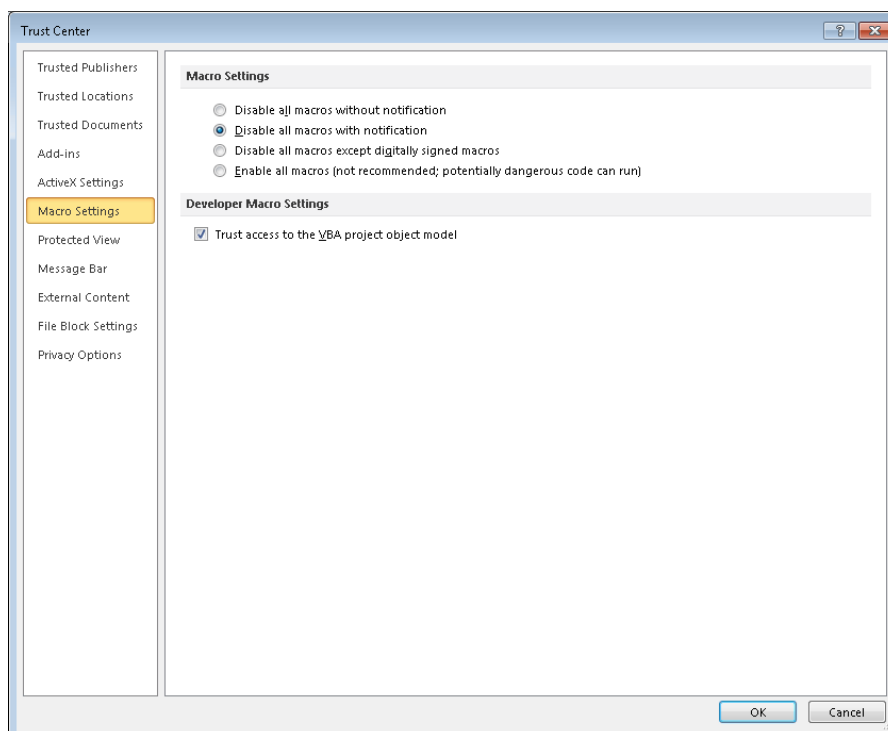 Trust Center
Trusted Publishers
Trusted Locations
Trusted Documents
Add-ins
ActiveX Settings
Macro Settings
Protected View
Message Bar
External Content
File Block Settings
Privacy Options
Macro Settings
Disable all macros without notification
Disable all macros with notification
Disable all macros except digitally signed macros
Enable all macros (not recommended; potentially dangerous code can run)
Developer Macro Settings
Trust access to the VBA project object model
OK
Cancel